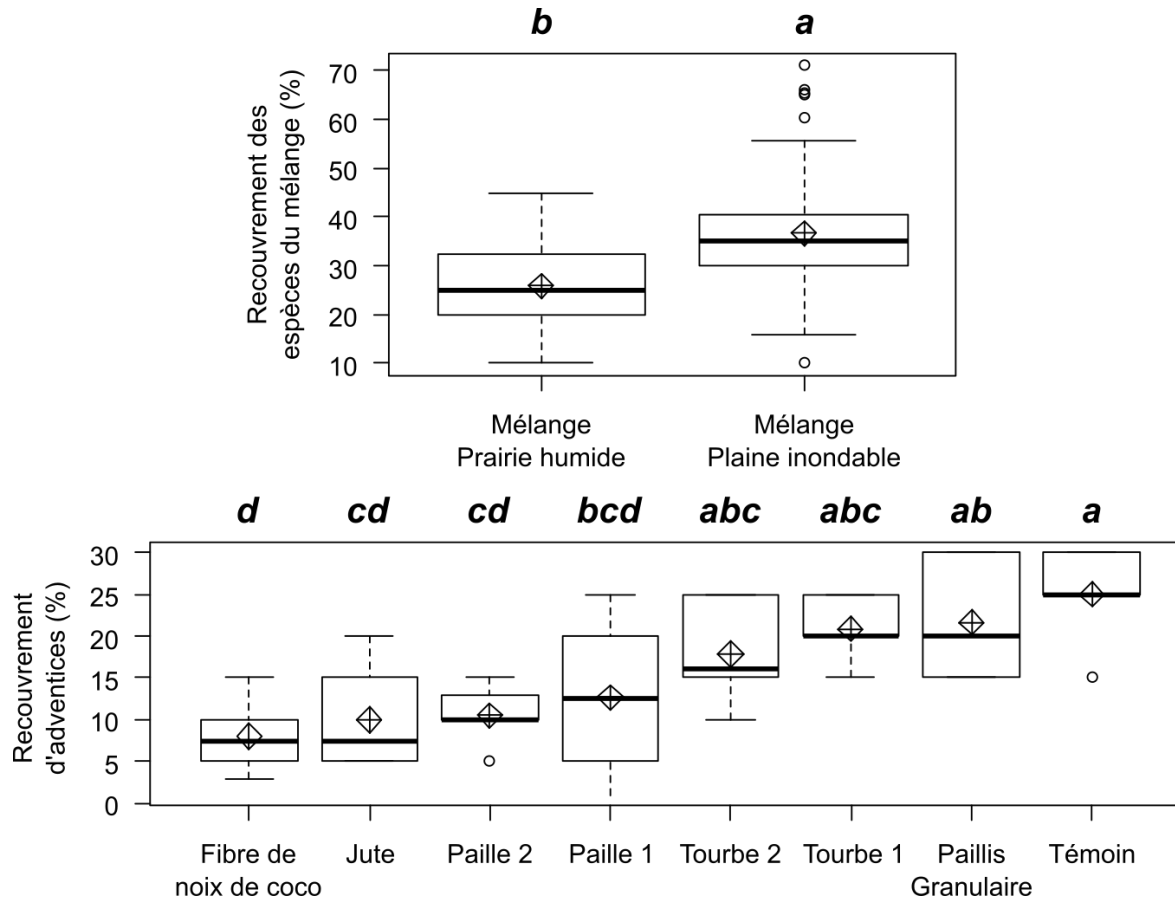 b a
Recouvrement des
espèces du mélange (%)
70
60
50
40
30
20
10
Mélange
Prairie humide
Mélange
Plaine inondable
d cd cd bcd abc abc ab a
Recouvrement
d'adventices (%)
30
25
20
15
10
5
0
Fibre de
noix de coco
Jute
Paille 2
Paille 1
Tourbe 2
Tourbe 1
Paillis
Granulaire
Témoin